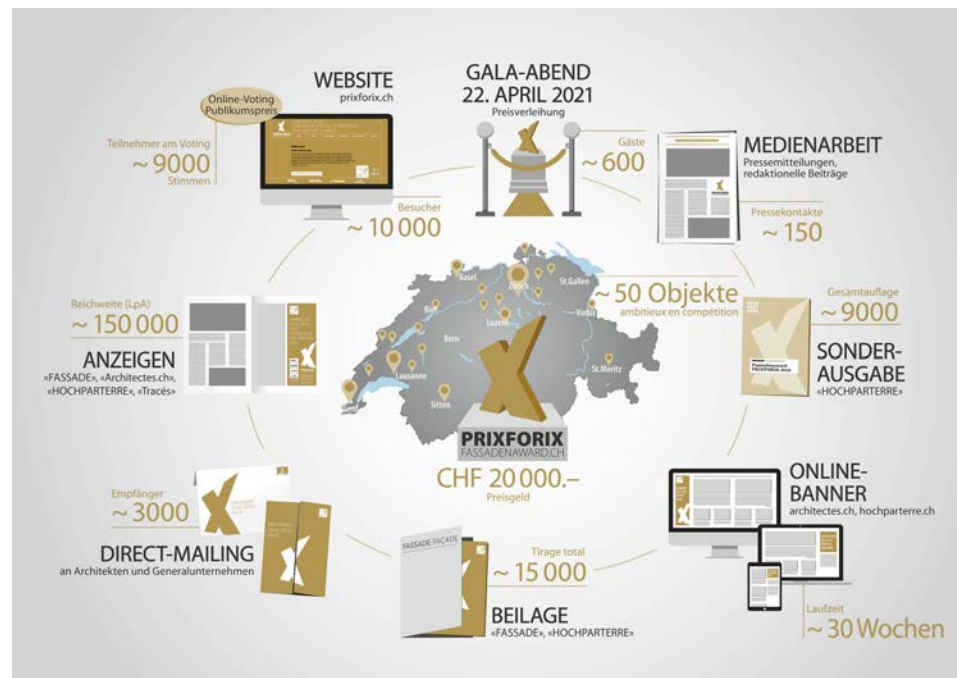 WEBSITE
prixforix.ch
Online-Voting
Publikumspreis
Teilnehmer am Voting
~ 9000
Stimmen
Besucher
~ 10 000
GALA-ABEND
22. APRIL 2021
Preisverleihung
Gäste
~ 600
MEDIENARBEIT
Pressemitteilungen,
redaktionelle Beiträge
Pressekontakte
~ 150
Reichweite (LpA)
~ 150 000
ANZEIGEN
«FASSADE», «Architectes.ch»,
«HOCHPARTERRE», «Tracés»
Basel
Zürich
St.Gallen
Biel
Luzern
Vaduz
Bern
Lausanne
St.Moritz
Genf
Sitten
~ 50 Objekte
ambitieux en compétition
PRIXFORIX
FASSADENAWARD.CH
CHF 20 000.–
Preisgeld
Gesamtauflage
~ 9000
SONDER-
AUSGABE
«HOCHPARTERRE»
Empfänger
~ 3000
DIRECT-MAILING
an Architekten und Generalunternehmen
FASSADE FAÇADE
Tirage total
~ 15 000
BEILAGE
«FASSADE», «HOCHPARTERRE»
ONLINE-
BANNER
architectes.ch, hochparterre.ch
Laufzeit
~ 30 Wochen